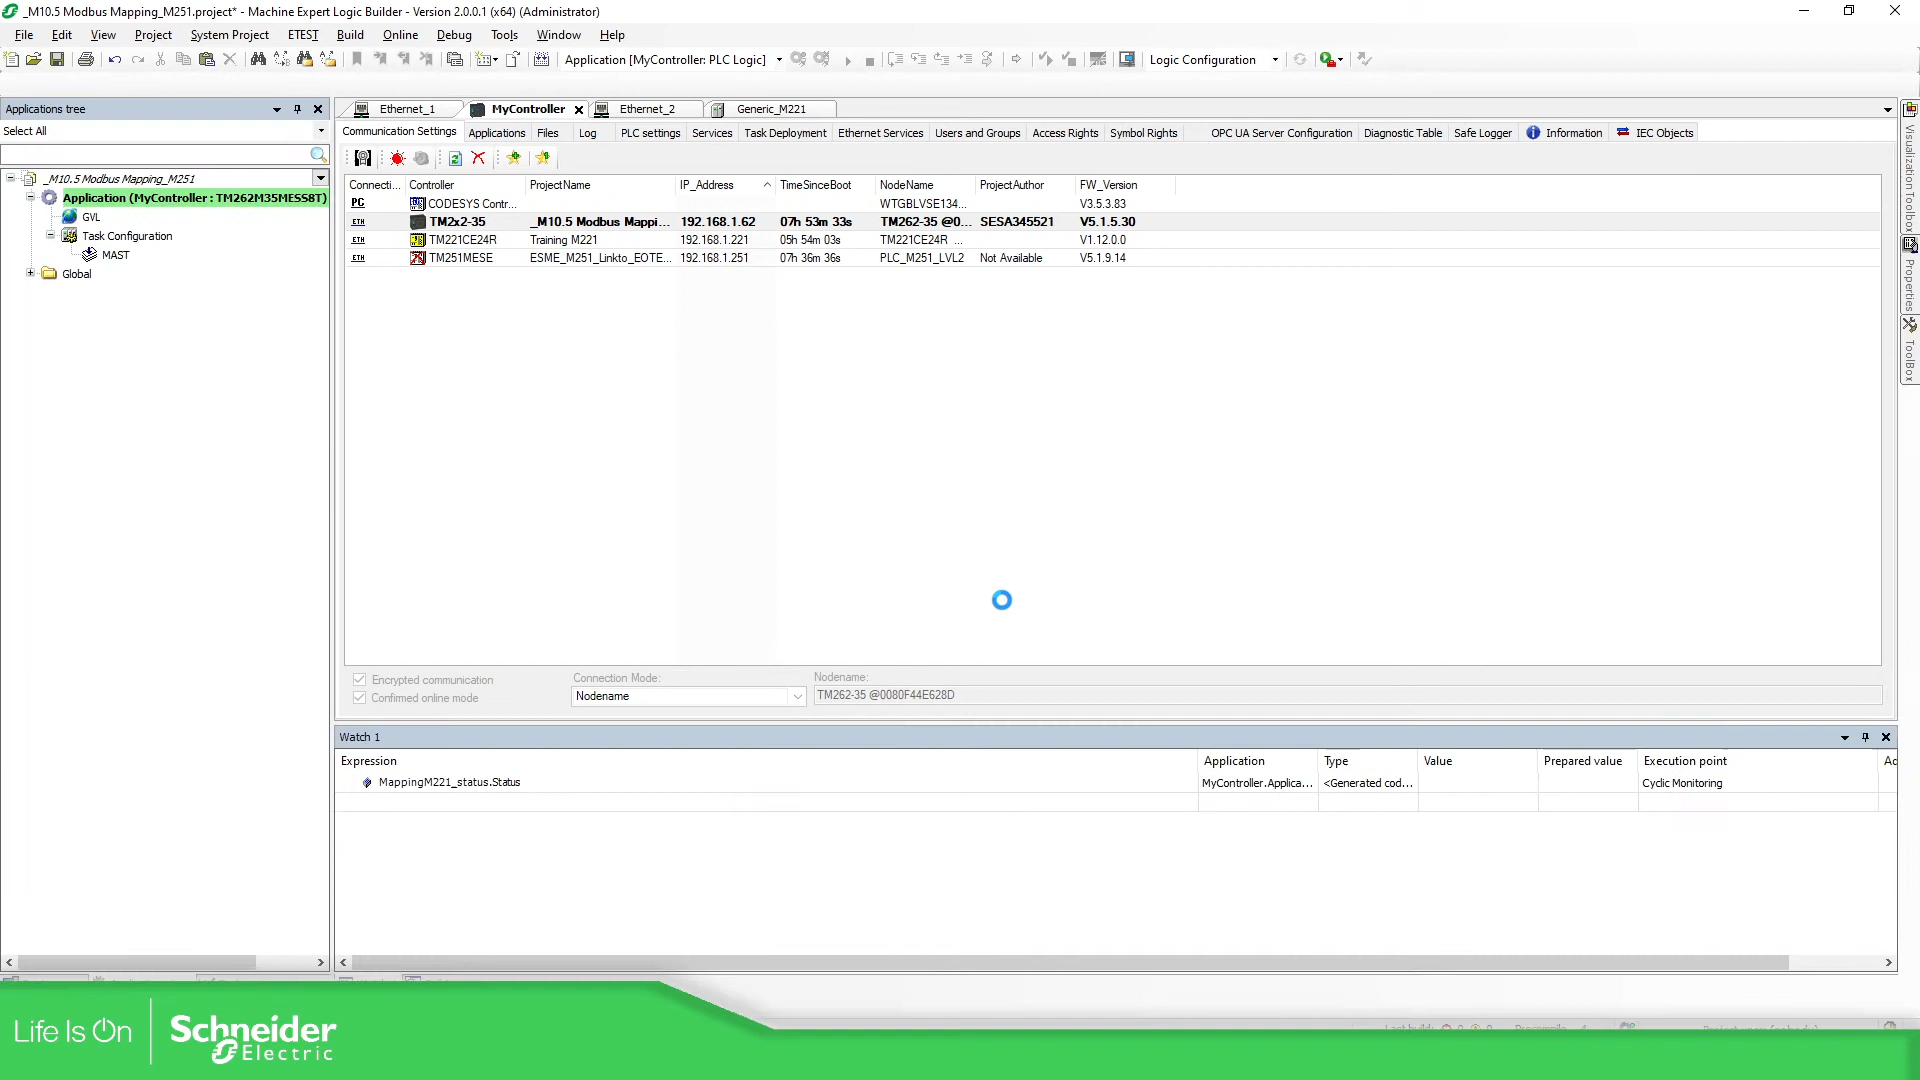 _M10.5 Modbus Mapping_M251.project* - Machine Expert Logic Builder - Version 2.0.0.1 (x64) (Administrator)
File Edit View Project System Project ETEST Build Online Debug Tools Window Help
Application [MyController: PLC Logic] Logic Configuration
Applications tree
Select All
_M10.5 Modbus Mapping_M251
Application (MyController : TM262M35MESS8T)
GVL
Task Configuration
MAST
Global
Ethernet_1 MyController Ethernet_2 Generic_M221
Communication Settings Applications Files Log PLC settings Services Task Deployment Ethernet Services Users and Groups Access Rights Symbol Rights OPC UA Server Configuration Diagnostic Table Safe Logger Information IEC Objects
Connecti... Controller ProjectName IP_Address TimeSinceBoot NodeName ProjectAuthor FW_Version
PC CODESYS Contr... WTGBLVSE134... V3.5.3.83
ETH TM2x2-35 _M10.5 Modbus Mappi... 192.168.1.62 07h 53m 33s TM262-35 @0... SESA345521 V5.1.5.30
ETH TM221CE24R Training M221 192.168.1.221 05h 54m 03s TM221CE24R ... V1.12.0.0
ETH TM251MESE ESME_M251_Linkto_EOTE... 192.168.1.251 07h 36m 36s PLC_M251_LVL2 Not Available V5.1.9.14
Encrypted communication
Confirmed online mode
Connection Mode:
Nodename
Nodename:
TM262-35 @0080F44E628D
Watch 1
Expression Application Type Value Prepared value Execution point Ad
MappingM221_status.Status MyController.Applica... <Generated cod... Cyclic Monitoring
Visualization Toolbox
Properties
ToolBox
Life Is On
Schneider
Electric